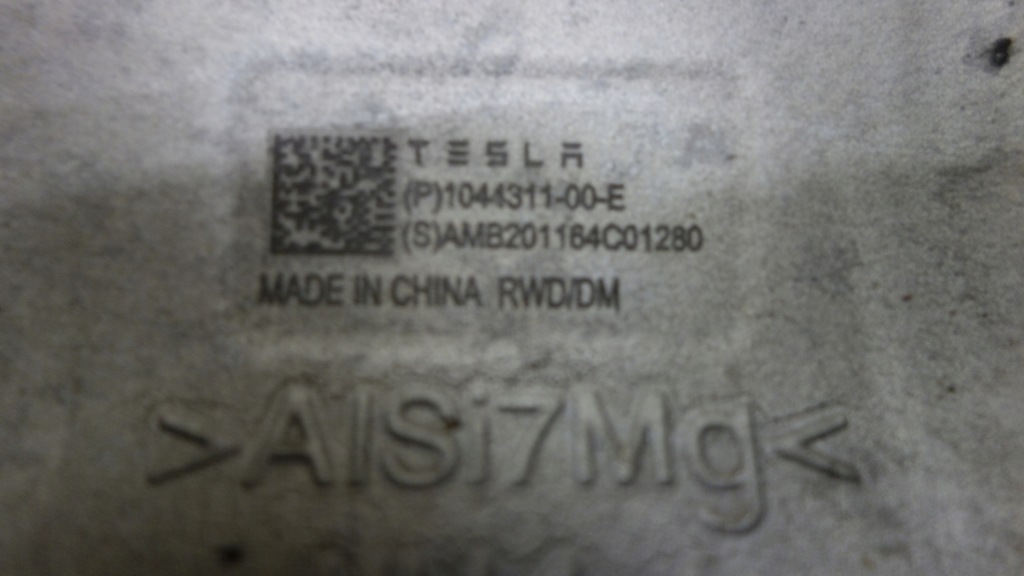 TESLA
(P)1044311-00-E
(S)AMB201164C01280
MADE IN CHINA RWD/DM
>AlSi7Mg<